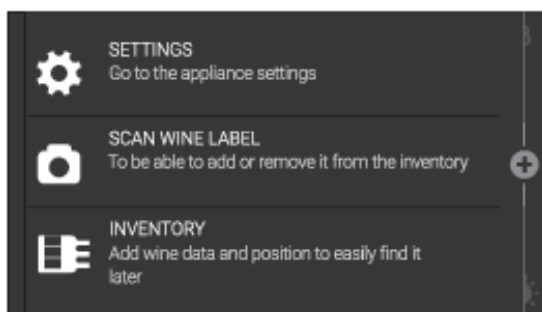 SETTINGS
Go to the appliance settings
SCAN WINE LABEL
To be able to add or remove it from the inventory
INVENTORY
Add wine data and position to easily find it
later